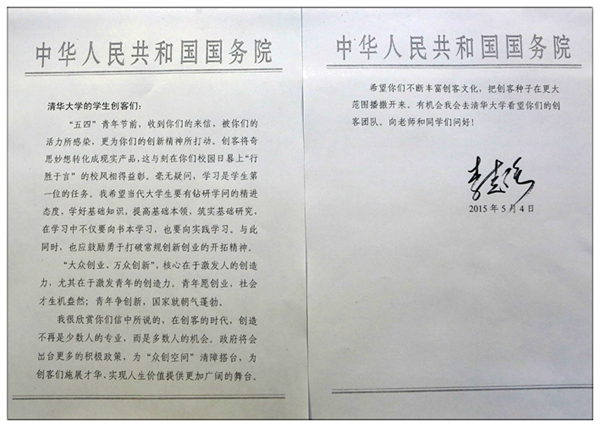 中华人民共和国国务院
清华大学的学生创客们：
“五四”青年节前，收到你们的来信，被你们的
活力所感染，更为你们的创新精神所打动。创客将奇
思妙想转化成现实产品，这与刻在你们校园日晷上“行
胜于言”的校风相得益彰。毫无疑问，学习是学生第
一位的任务。我希望当代大学生要有钻研学问的精进
态度，学好基础知识，提高基本领，筑实基础研究，
在学习中不仅要向书本学习，也要向实践学习。与此
同时，也应鼓励勇于打破常规创新创业的开拓精神。
“大众创业、万众创新”，核心在于激发人的创造
力，尤其在于激发青年的创造力。青年愿创业，社会
才生机盎然；青年争创新，国家就朝气蓬勃。
我很欣赏你们信中所说的，在创客的时代，创造
不再是少数人的专业，而是多数人的机会。政府将会
出台更多的积极政策，为“众创空间”清障搭台，为
创客们施展才华、实现人生价值提供更加广阔的舞台。
中华人民共和国国务院
希望你们不断丰富创客文化，把创客种子在更大
范围播撒开来。有机会我会去清华大学看望你们的创
客团队。向老师和同学们问好！
2015年5月4日